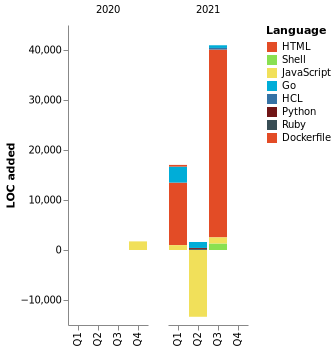 2020 2021
Language
HTML
Shell
JavaScript
Go
HCL
Python
Ruby
Dockerfile
LOC added
40,000
30,000
20,000
10,000
0
−10,000
Q1 Q2 Q3 Q4 Q1 Q2 Q3 Q4